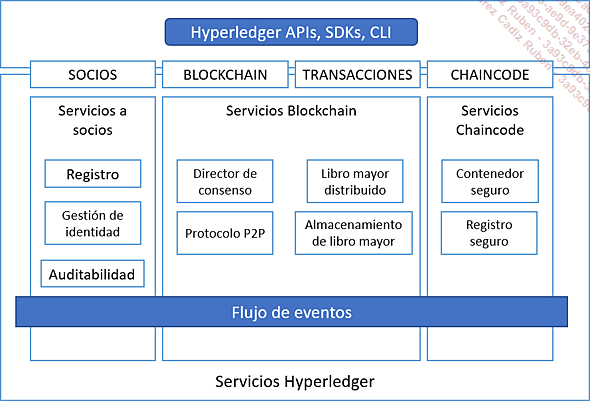 Hyperledger APIs, SDKs, CLI
SOCIOS
BLOCKCHAIN
TRANSACCIONES
CHAINCODE
Servicios a
socios
Registro
Gestión de
identidad
Auditabilidad
Servicios Blockchain
Director de
consenso
Libro mayor
distribuido
Protocolo P2P
Almacenamiento
de libro mayor
Servicios
Chaincode
Contenedor
seguro
Registro
seguro
Flujo de eventos
Servicios Hyperledger